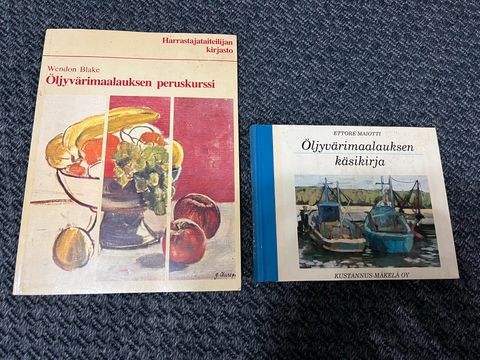 Harrastajataiteilijan
kirjasto
Wendon Blake
Öljyvärimaalauksen peruskurssi
ETTORE MAIOTTI
Öljyvärimaalauksen
käsikirja
KUSTANNUS-MÄKELÄ OY